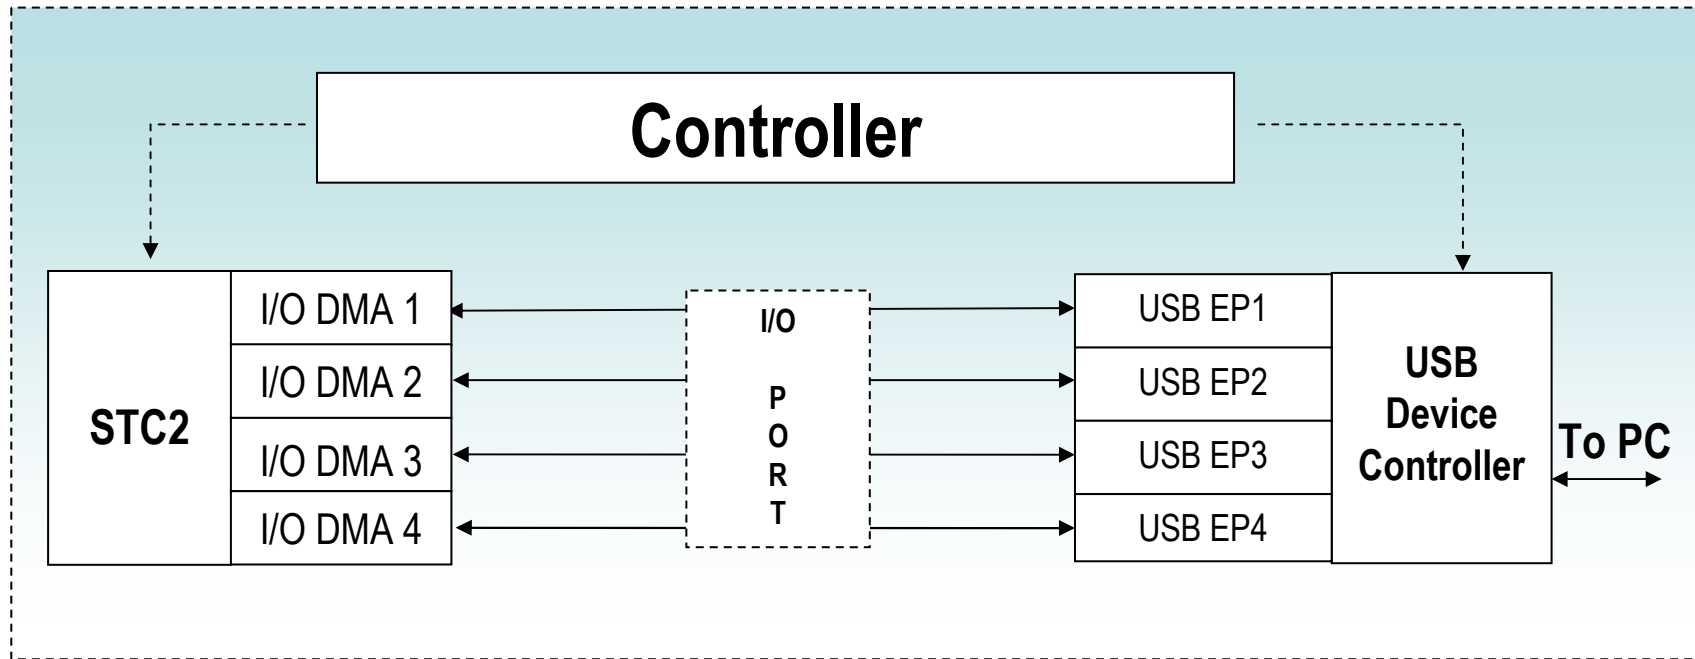 Controller
STC2
I/O DMA 1
I/O DMA 2
I/O DMA 3
I/O DMA 4
I/O
P
O
R
T
USB EP1
USB EP2
USB EP3
USB EP4
USB
Device
Controller
To PC